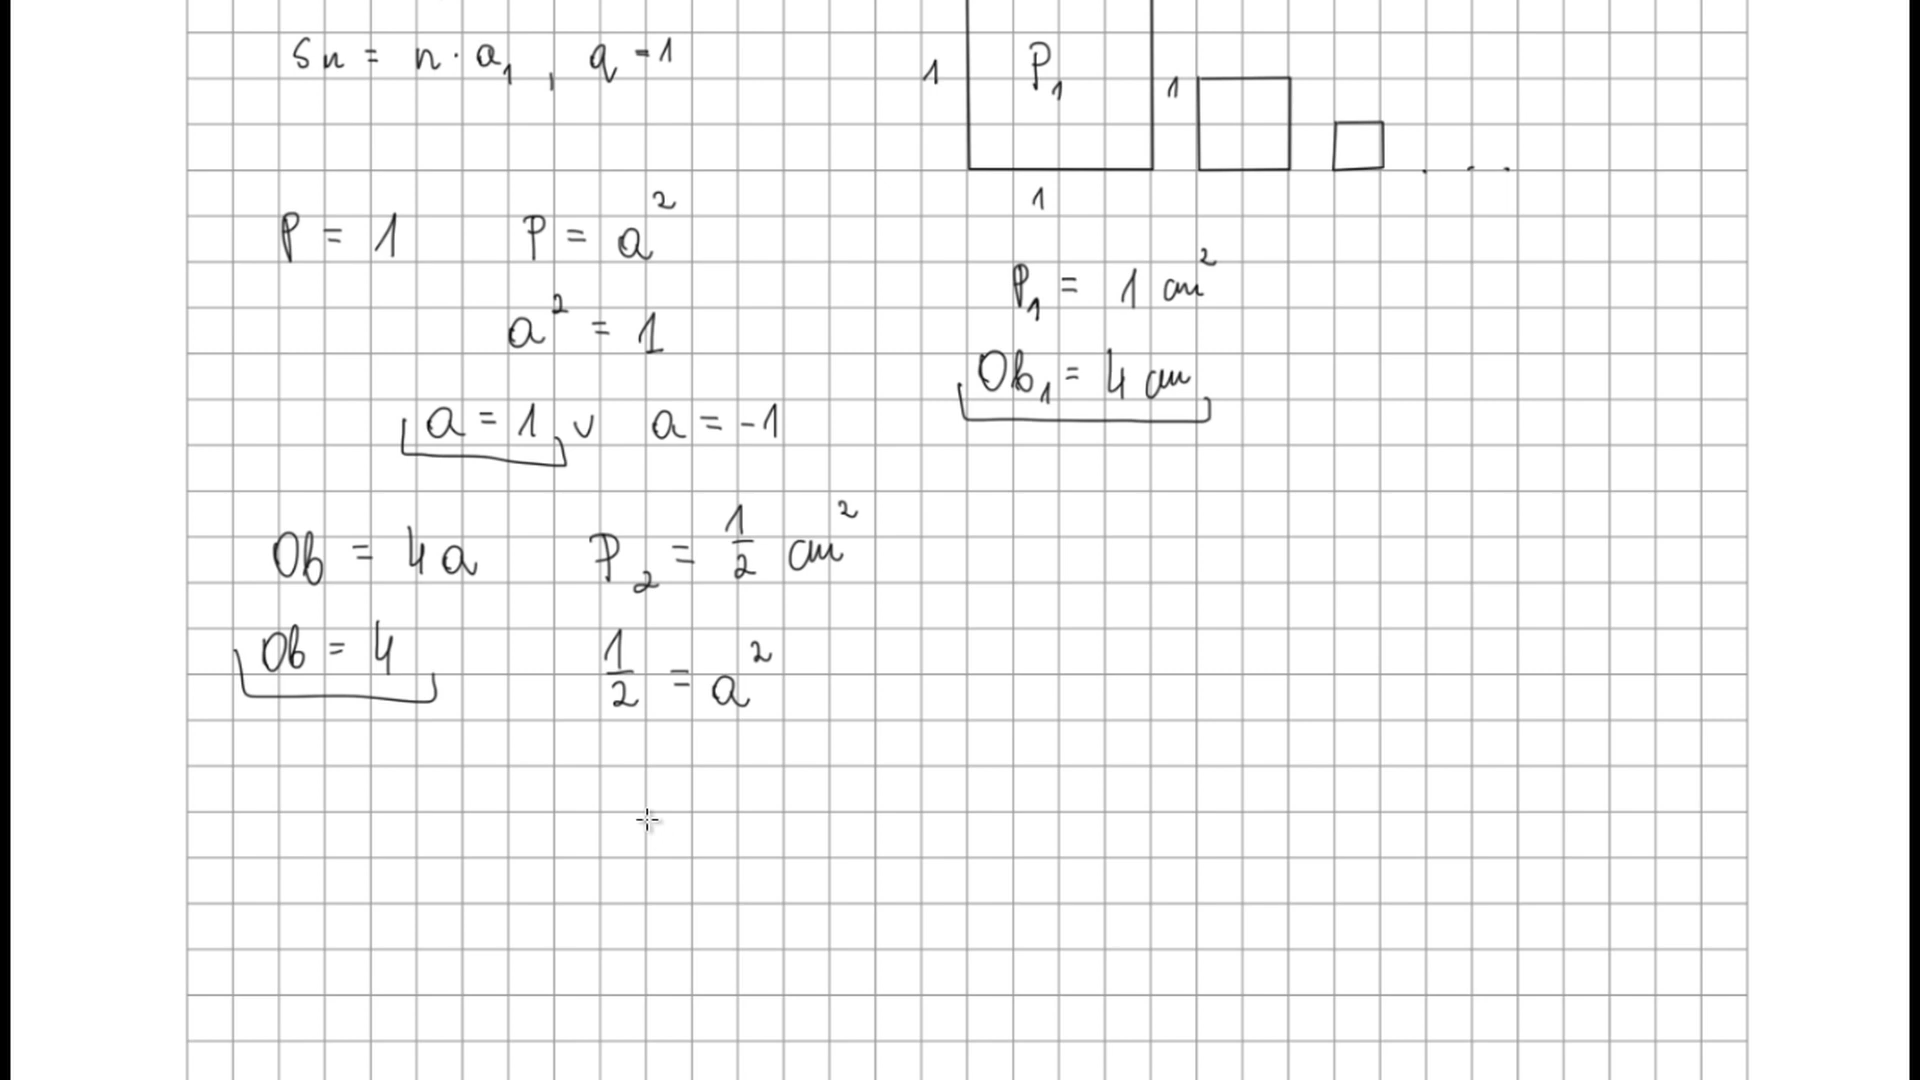 Sn = n · a₁ , q = 1
P₁
1
1
1
P = 1
P = a²
a² = 1
a = 1 ∨ a = -1
P₁ = 1 cm²
Ob₁ = 4 cm
Ob = 4a
P₂ = 1/2 cm²
Ob = 4
1/2 = a²